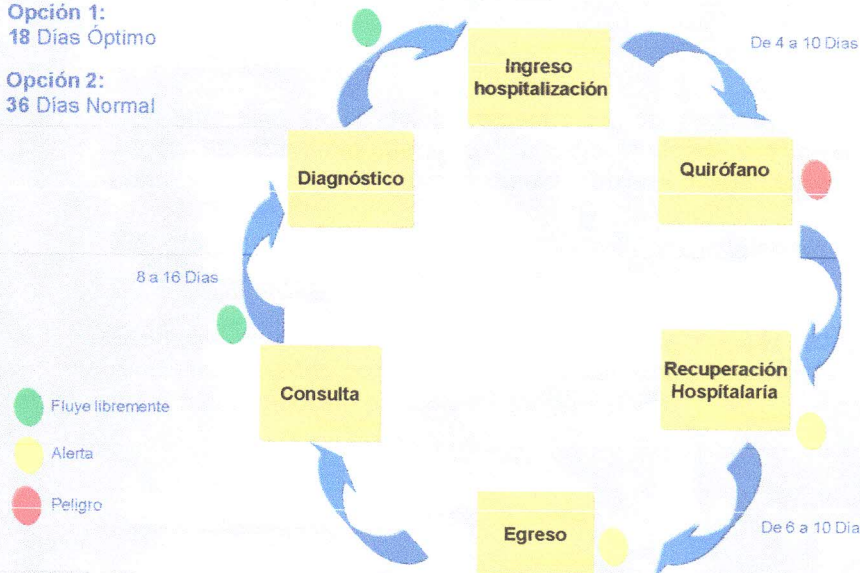 Opción 1:
18 Días Óptimo
Opción 2:
36 Días Normal
Ingreso
hospitalización
De 4 a 10 Dias
Diagnóstico
Quirófano
8 a 16 Dias
Consulta
Recuperación
Hospitalaria
Fluye libremente
Alerta
Peligro
Egreso
De 6 a 10 Dia